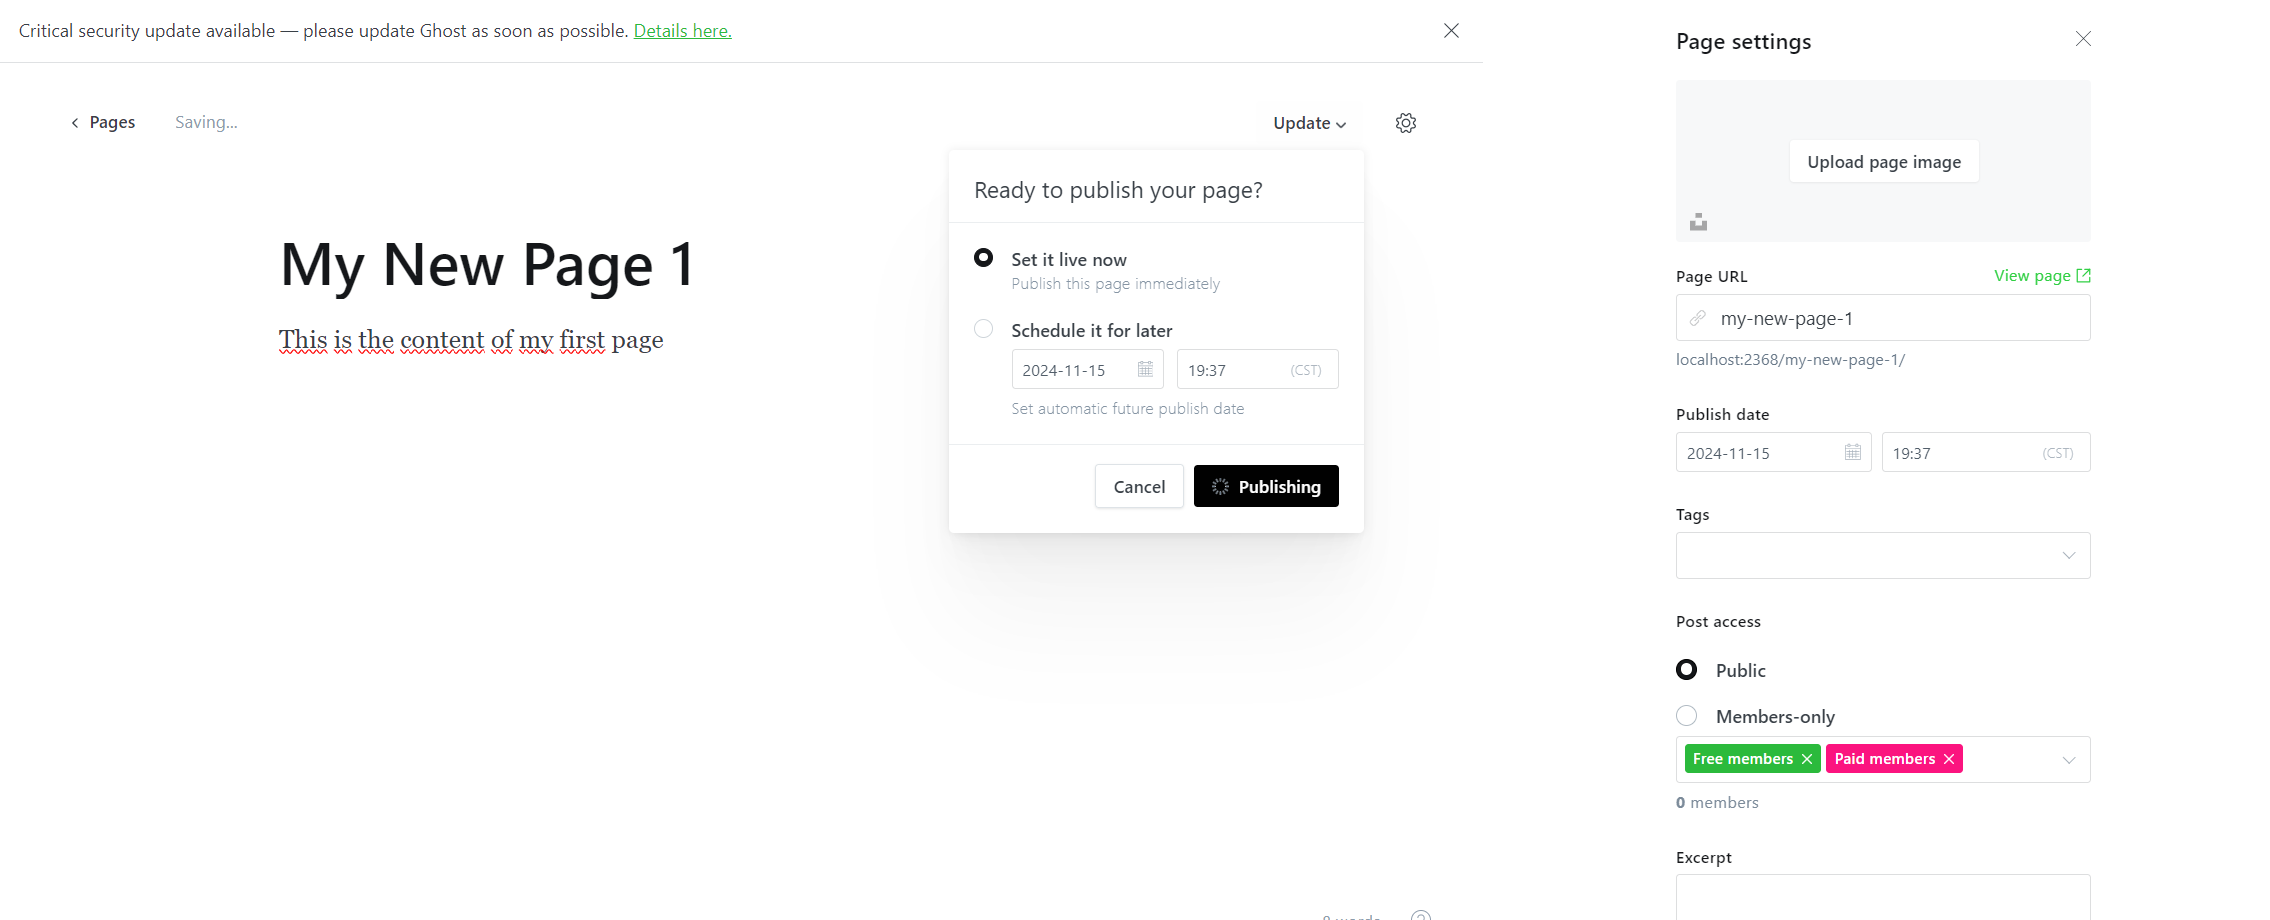 Critical security update available — please update Ghost as soon as possible. Details here.
Pages
Saving...
Update
My New Page 1
This is the content of my first page
Ready to publish your page?
Set it live now
Publish this page immediately
Schedule it for later
2024-11-15
19:37
(CST)
Set automatic future publish date
Cancel
Publishing
Page settings
Upload page image
Page URL
View page
my-new-page-1
localhost:2368/my-new-page-1/
Publish date
2024-11-15
19:37
(CST)
Tags
Post access
Public
Members-only
Free members
Paid members
0 members
Excerpt